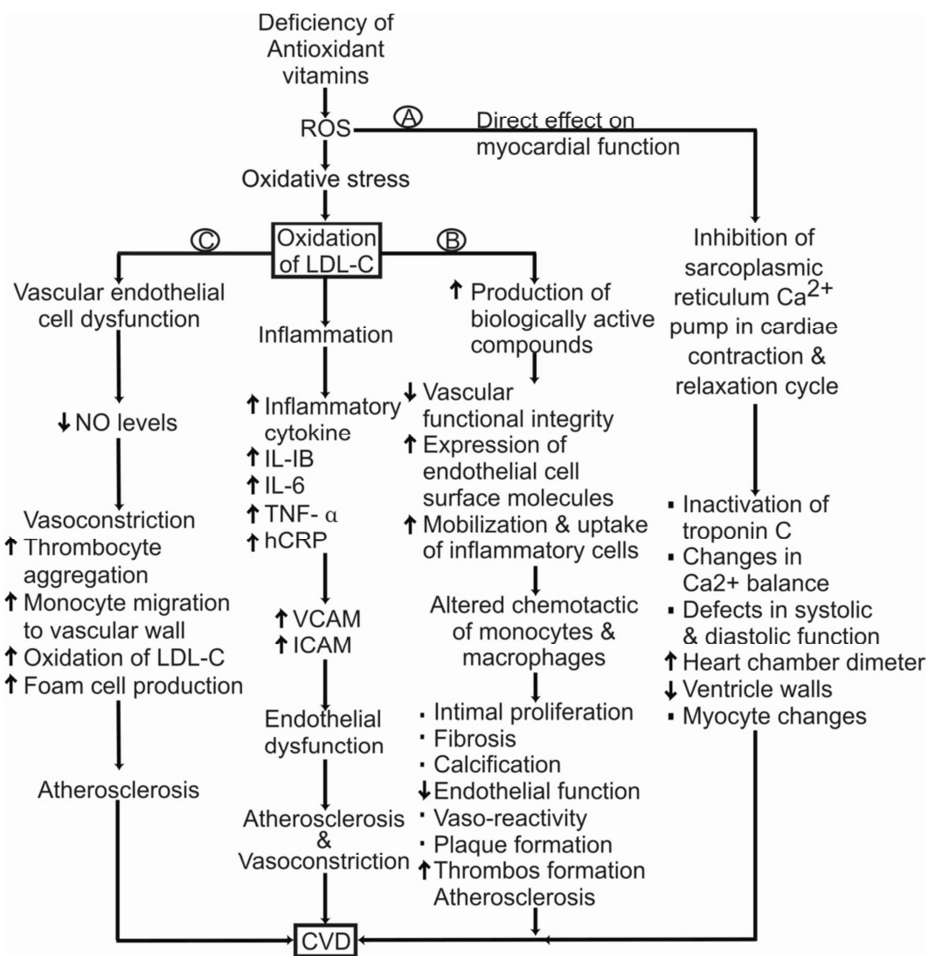 Deficiency of
Antioxidant
vitamins
ROS
A
Direct effect on
myocardial function
Oxidative stress
Oxidation
of LDL-C
C
B
Vascular endothelial
cell dysfunction
↓ NO levels
Vasoconstriction
↑ Thrombocyte
aggregation
↑ Monocyte migration
to vascular wall
↑ Oxidation of LDL-C
↑ Foam cell production
Atherosclerosis
Inflammation
↑ Inflammatory
cytokine
↑ IL-IB
↑ IL-6
↑ TNF- α
↑ hCRP
↑ VCAM
↑ ICAM
Endothelial
dysfunction
Atherosclerosis
&
Vasoconstriction
↑ Production of
biologically active
compounds
↓ Vascular
functional integrity
↑ Expression of
endothelial cell
surface molecules
↑ Mobilization & uptake
of inflammatory cells
Altered chemotactic
of monocytes &
macrophages
· Intimal proliferation
· Fibrosis
· Calcification
↓ Endothelial function
· Vaso-reactivity
· Plaque formation
↑ Thrombos formation
Atherosclerosis
Inhibition of
sarcoplasmic
reticulum Ca2+
pump in cardiae
contraction &
relaxation cycle
▪ Inactivation of
troponin C
▪ Changes in
Ca2+ balance
▪ Defects in systolic
& diastolic function
↑ Heart chamber dimeter
↓ Ventricle walls
▪ Myocyte changes
CVD